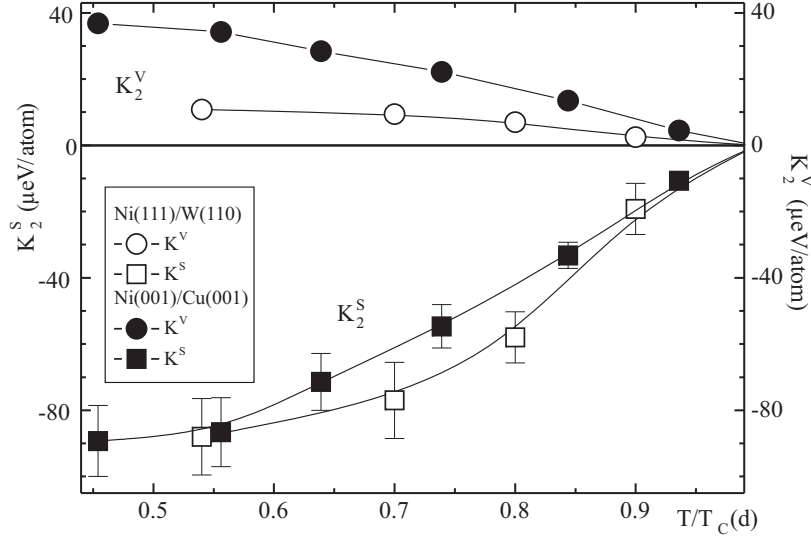 40
40
K₂ⱽ
0
0
K₂ˢ (μeV/atom)
K₂ⱽ (μeV/atom)
Ni(111)/W(110)
Kⱽ
Kˢ
Ni(001)/Cu(001)
Kⱽ
Kˢ
-40
-40
K₂ˢ
-80
-80
0.5
0.6
0.7
0.8
0.9
T/T_C(d)